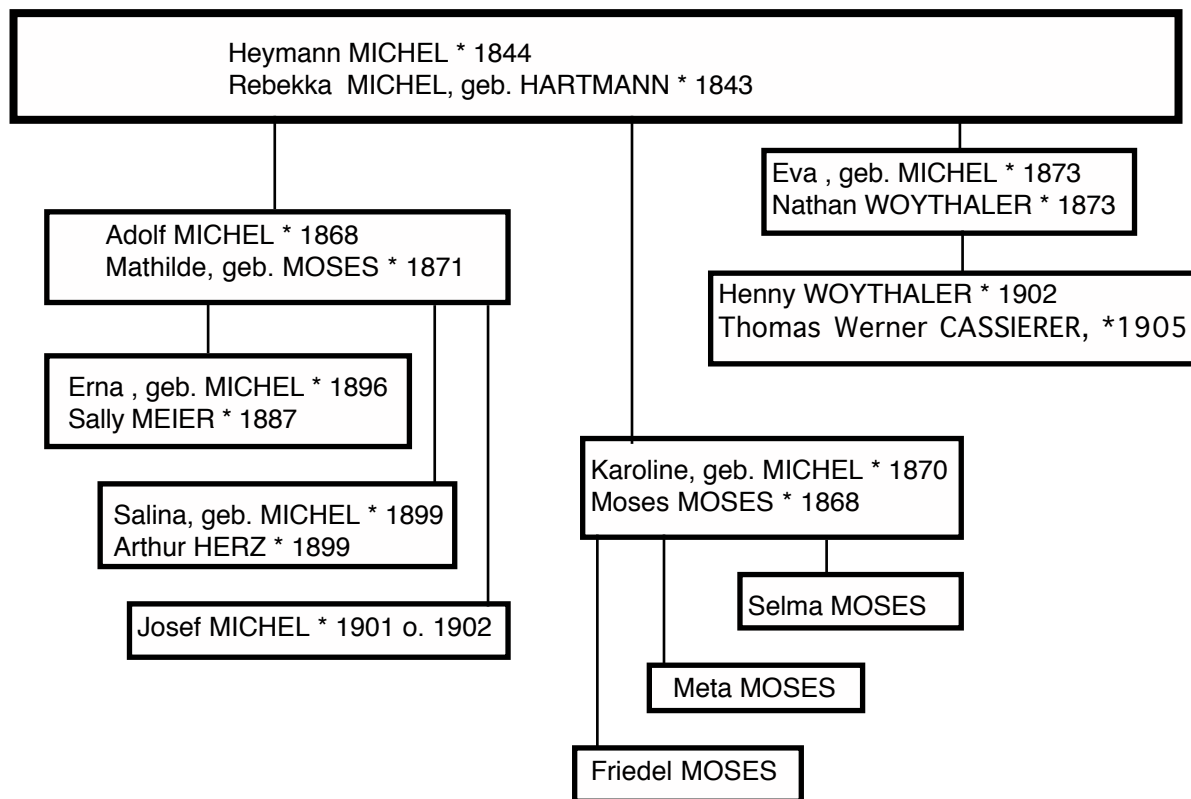 Heymann MICHEL * 1844
Rebekka MICHEL, geb. HARTMANN * 1843
Eva , geb. MICHEL * 1873
Nathan WOYTHALER * 1873
Adolf MICHEL * 1868
Mathilde, geb. MOSES * 1871
Henny WOYTHALER * 1902
Thomas Werner CASSIERER, *1905
Erna , geb. MICHEL * 1896
Sally MEIER * 1887
Karoline, geb. MICHEL * 1870
Moses MOSES * 1868
Salina, geb. MICHEL * 1899
Arthur HERZ * 1899
Selma MOSES
Josef MICHEL * 1901 o. 1902
Meta MOSES
Friedel MOSES